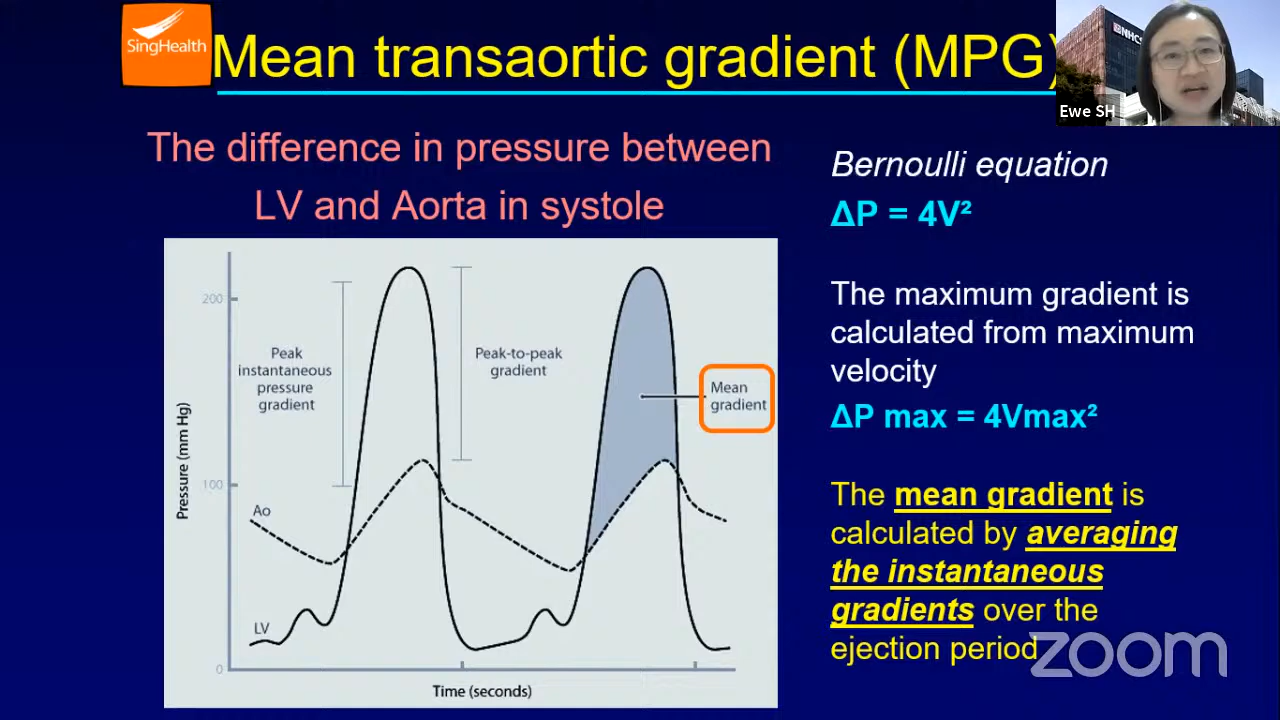 SingHealth
Mean transaortic gradient (MPG)
NHCS
Ewe SH
The difference in pressure between
LV and Aorta in systole
Bernoulli equation
ΔP = 4V²
The maximum gradient is
calculated from maximum
velocity
ΔP max = 4Vmax²
The mean gradient is
calculated by averaging
the instantaneous
gradients over the
ejection period
200
100
0
Pressure (mm Hg)
Peak
instantaneous
pressure
gradient
Peak-to-peak
gradient
Mean
gradient
Ao
LV
Time (seconds)
zoom